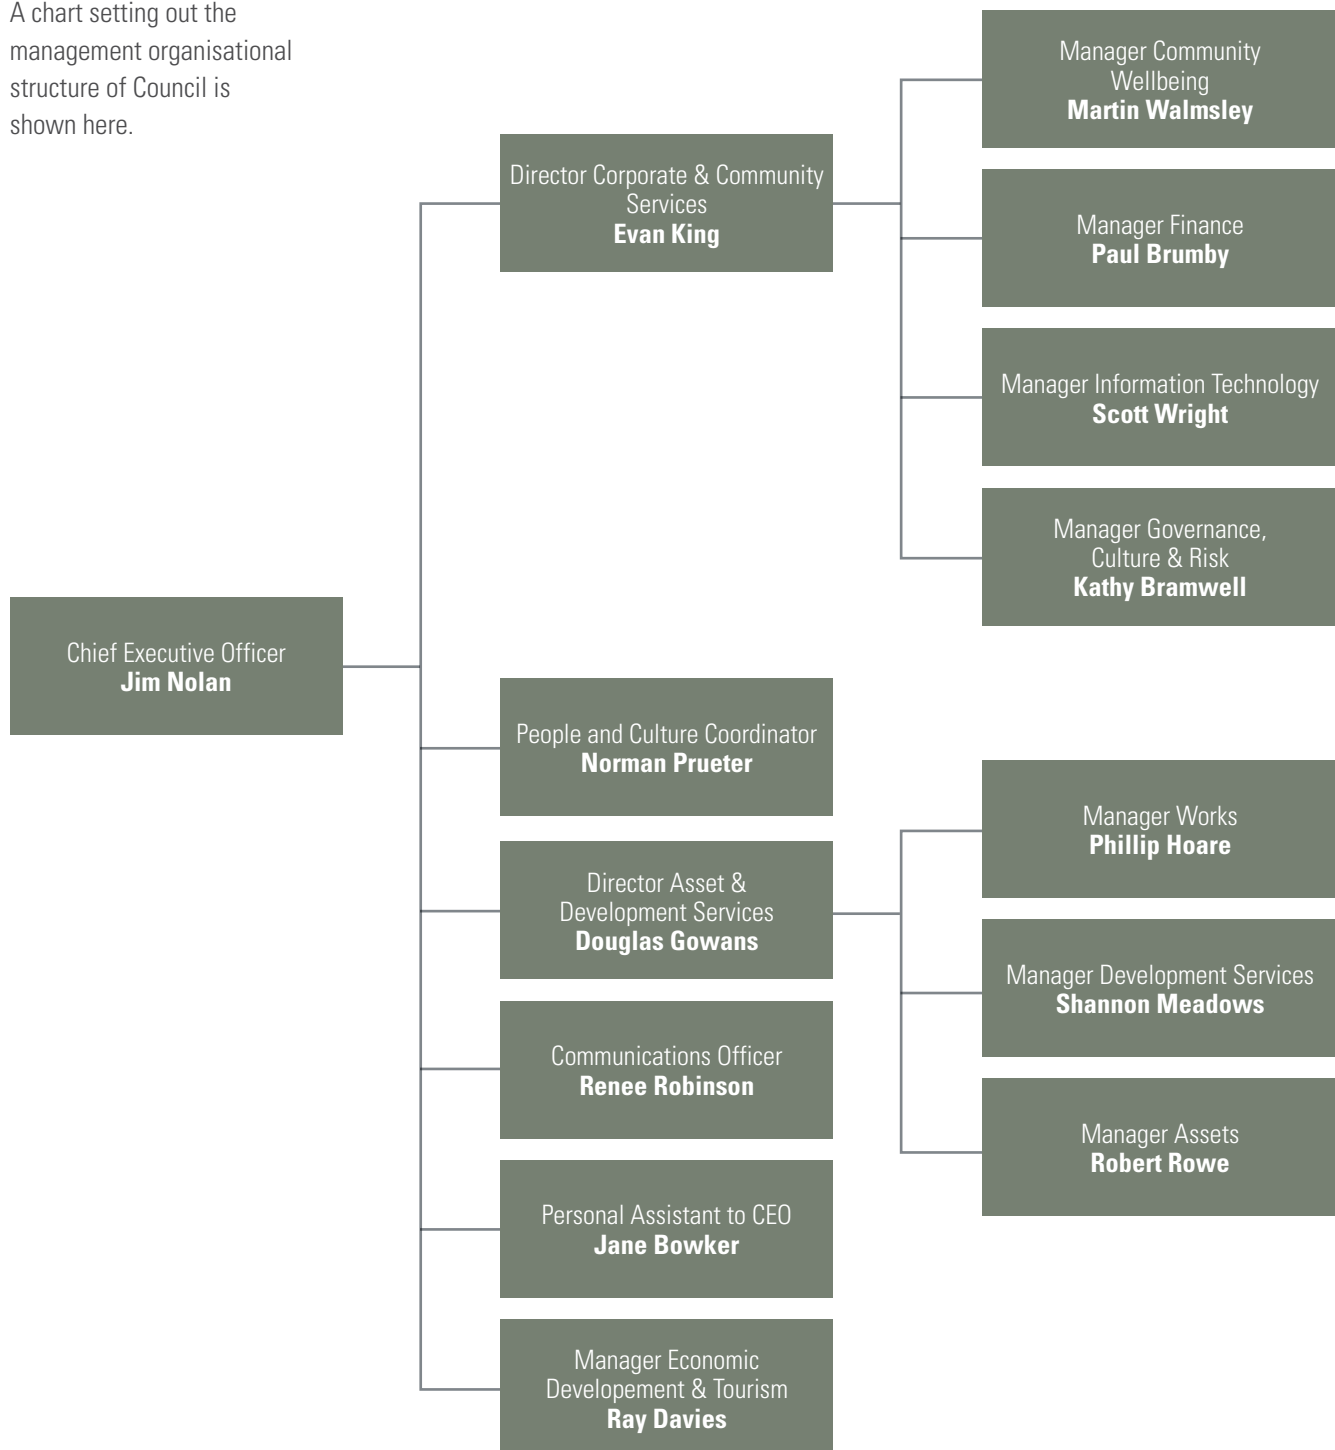 A chart setting out the
management organisational
structure of Council is
shown here.
Chief Executive Officer
Jim Nolan
Director Corporate & Community
Services
Evan King
Manager Community
Wellbeing
Martin Walmsley
Manager Finance
Paul Brumby
Manager Information Technology
Scott Wright
Manager Governance,
Culture & Risk
Kathy Bramwell
People and Culture Coordinator
Norman Prueter
Director Asset &
Development Services
Douglas Gowans
Manager Works
Phillip Hoare
Manager Development Services
Shannon Meadows
Manager Assets
Robert Rowe
Communications Officer
Renee Robinson
Personal Assistant to CEO
Jane Bowker
Manager Economic
Developement & Tourism
Ray Davies